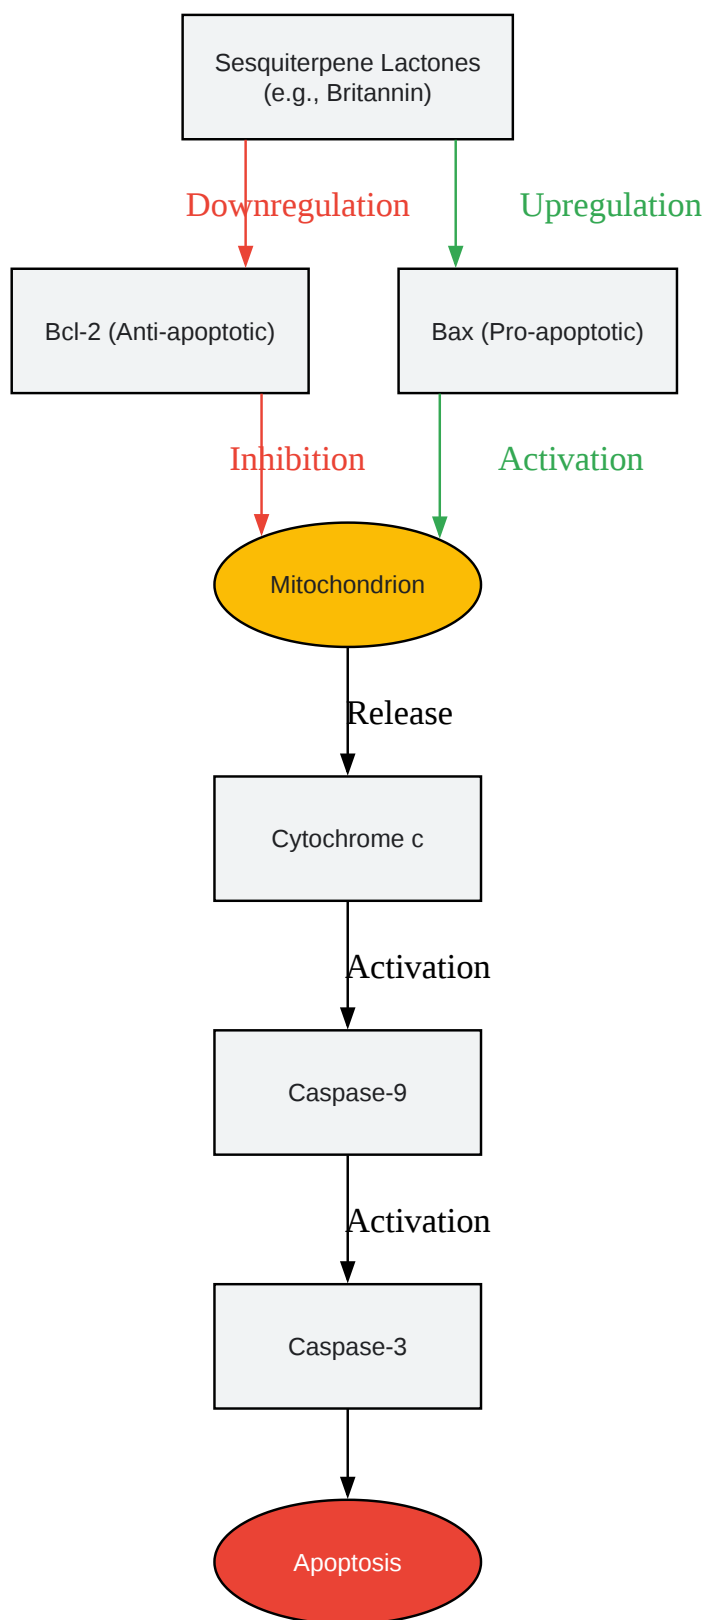 Sesquiterpene Lactones
(e.g., Britannin)
Downregulation
Upregulation
Bcl-2 (Anti-apoptotic)
Bax (Pro-apoptotic)
Inhibition
Activation
Mitochondrion
Release
Cytochrome c
Activation
Caspase-9
Activation
Caspase-3
Apoptosis